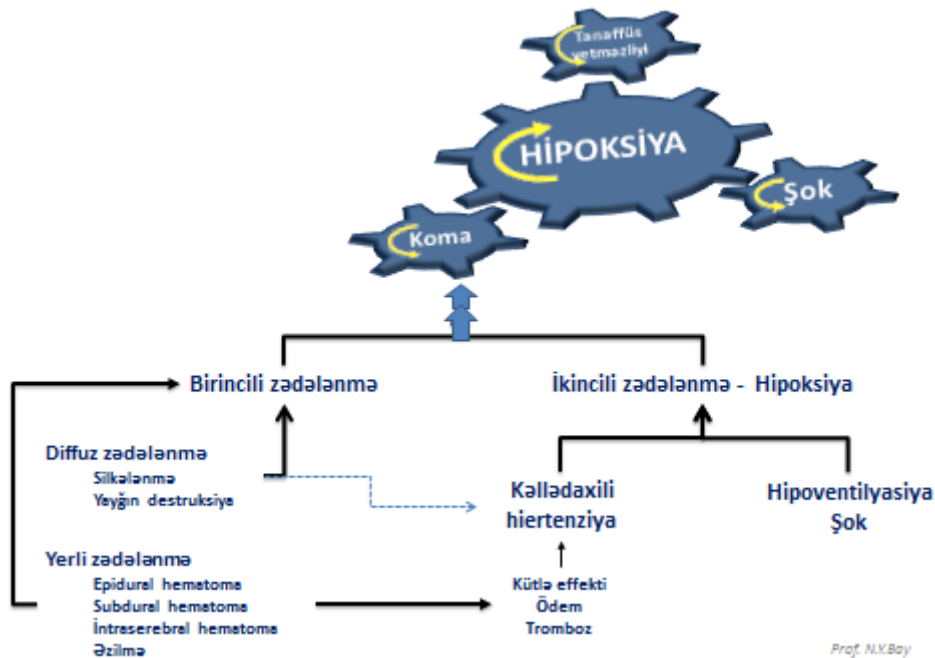 Tənəffüs
yetməzliyi
HİPOKSİYA
Şok
Koma
Birincili zədələnmə
İkincili zədələnmə - Hipoksiya
Diffuz zədələnmə
Silkələnmə
Yayğın destruksiya
Kəllədaxili
hiertenziya
Hipoventilyasiya
Şok
Yerli zədələnmə
Epidural hematoma
Subdural hematoma
İntraserebral hematoma
Əzilmə
Kütlə effekti
Ödem
Tromboz
Prof. N.Y.Bay